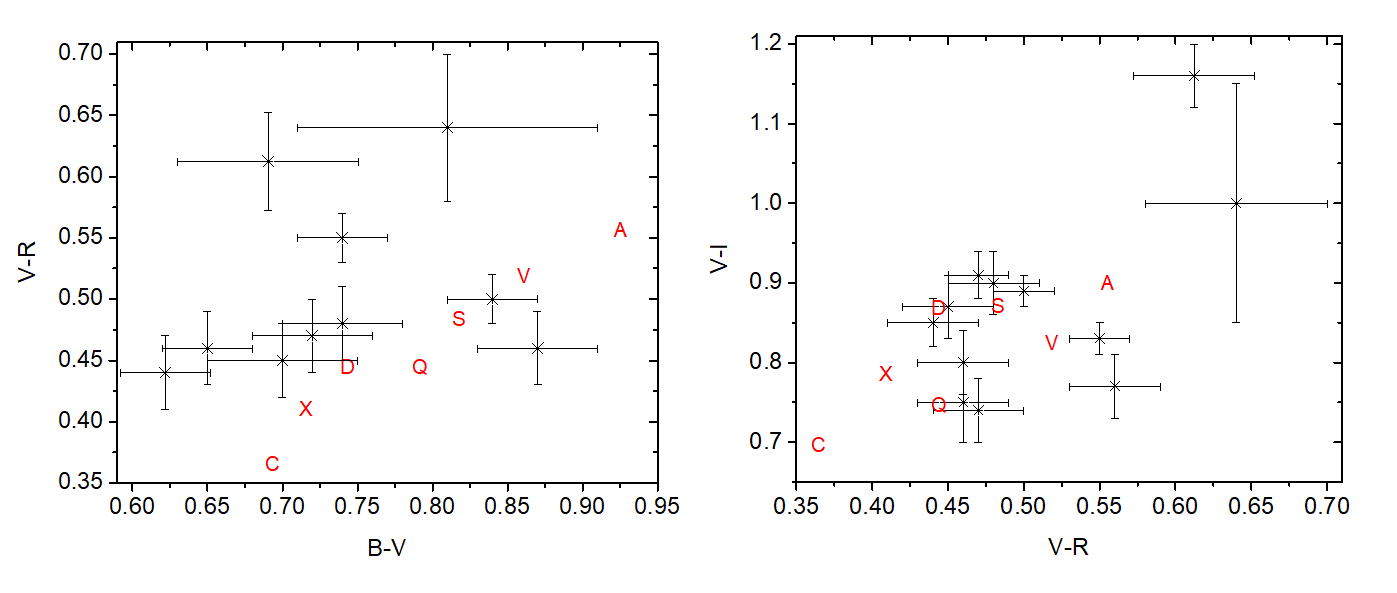 0.70
0.65
0.60
0.55
0.50
0.45
0.40
0.35
V-R
A
V
S
D
Q
X
C
0.60 0.65 0.70 0.75 0.80 0.85 0.90 0.95
B-V
1.2
1.1
1.0
0.9
0.8
0.7
V-I
A
D
S
V
X
Q
C
0.35 0.40 0.45 0.50 0.55 0.60 0.65 0.70
V-R